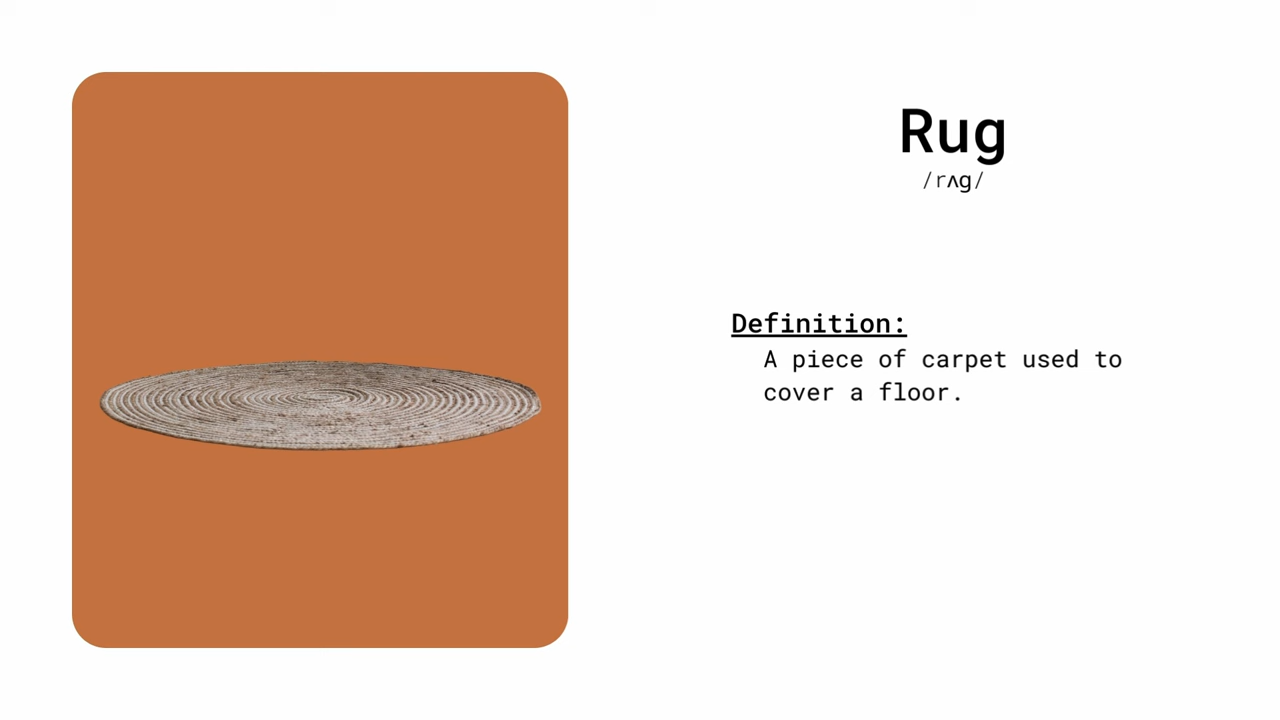 Rug
/rʌg/
Definition:
A piece of carpet used to
cover a floor.